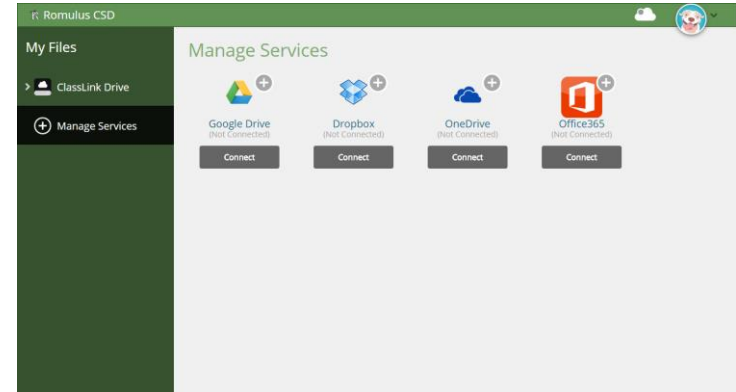 Romulus CSD
My Files
ClassLink Drive
Manage Services
Manage Services
Google Drive
(Not Connected)
Connect
Dropbox
(Not Connected)
Connect
OneDrive
(Not Connected)
Connect
Office365
(Not Connected)
Connect